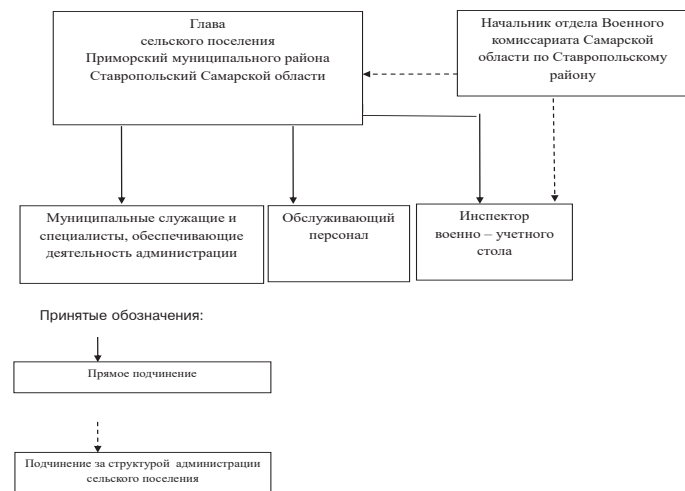 Глава
сельского поселения
Приморский муниципального района
Ставропольский Самарской области
Начальник отдела Военного
комиссариата Самарской
области по Ставропольскому
району
Муниципальные служащие и
специалисты, обеспечивающие
деятельность администрации
Обслуживающий
персонал
Инспектор
военно – учетного
стола
Принятые обозначения:
Прямое подчинение
Подчинение за структурой администрации
сельского поселения